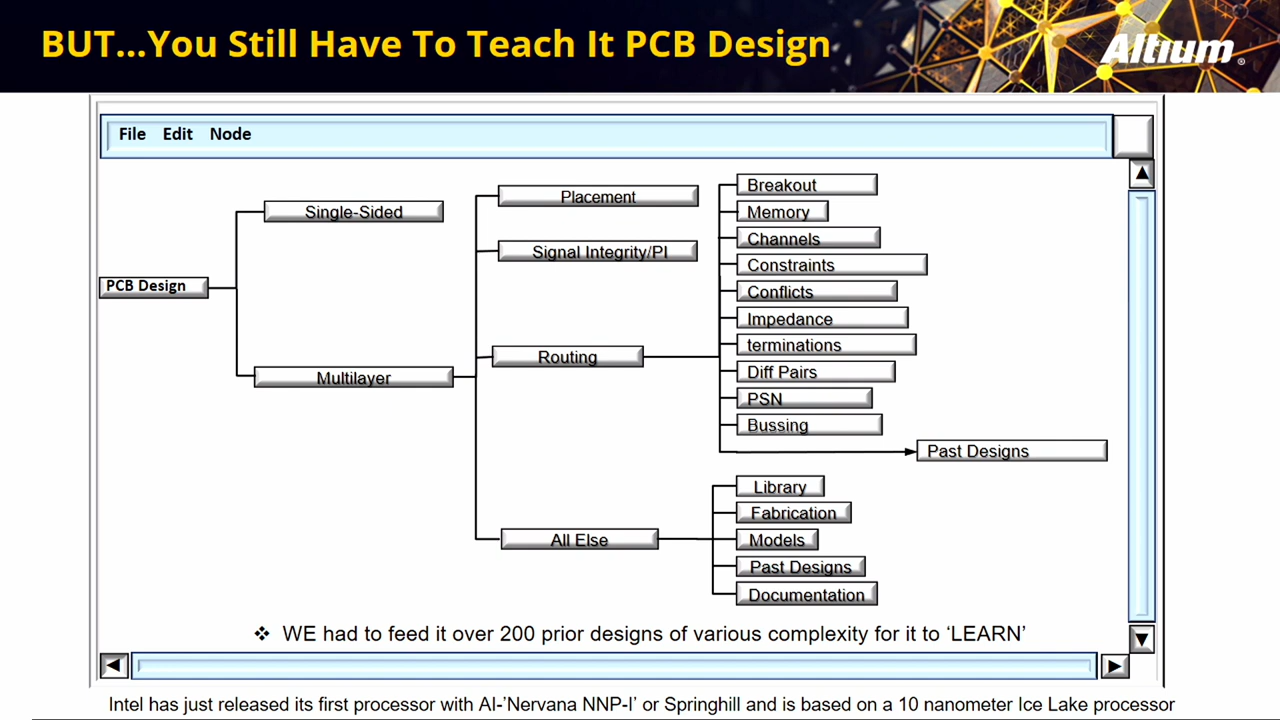 BUT...You Still Have To Teach It PCB Design
Altium®
File Edit Node
PCB Design
Single-Sided
Multilayer
Placement
Signal Integrity/PI
Routing
All Else
Breakout
Memory
Channels
Constraints
Conflicts
Impedance
terminations
Diff Pairs
PSN
Bussing
Past Designs
Library
Fabrication
Models
Past Designs
Documentation
❖ WE had to feed it over 200 prior designs of various complexity for it to ‘LEARN’
Intel has just released its first processor with AI-’Nervana NNP-I’ or Springhill and is based on a 10 nanometer Ice Lake processor